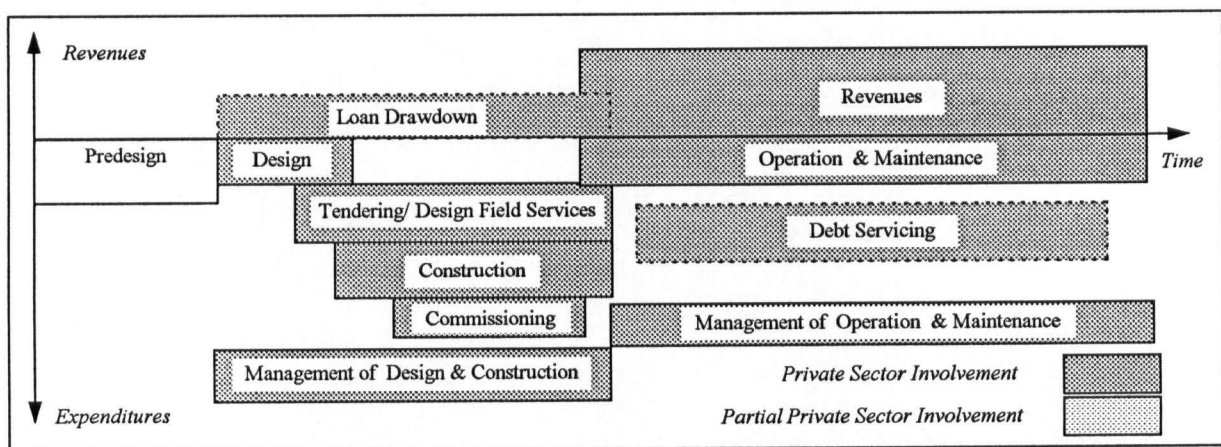 Revenues
Revenues
Loan Drawdown
Predesign
Design
Operation & Maintenance
Time
Tendering/ Design Field Services
Debt Servicing
Construction
Commissioning
Management of Operation & Maintenance
Management of Design & Construction
Private Sector Involvement
Expenditures
Partial Private Sector Involvement